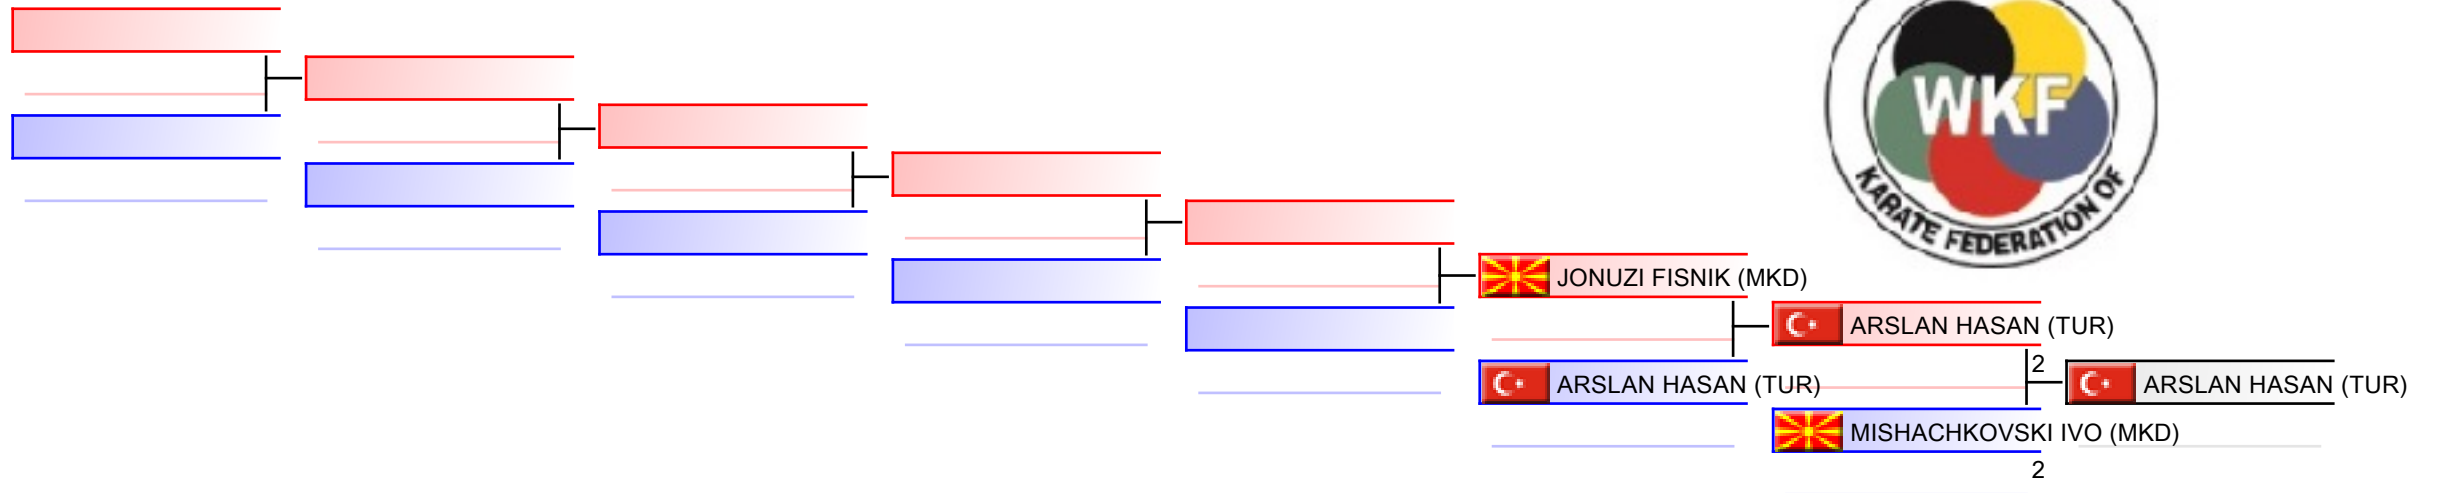 WKF
KARATE FEDERATION OF
JONUZI FISNIK (MKD)
ARSLAN HASAN (TUR)
2
ARSLAN HASAN (TUR)
ARSLAN HASAN (TUR)
MISHACHKOVSKI IVO (MKD)
2